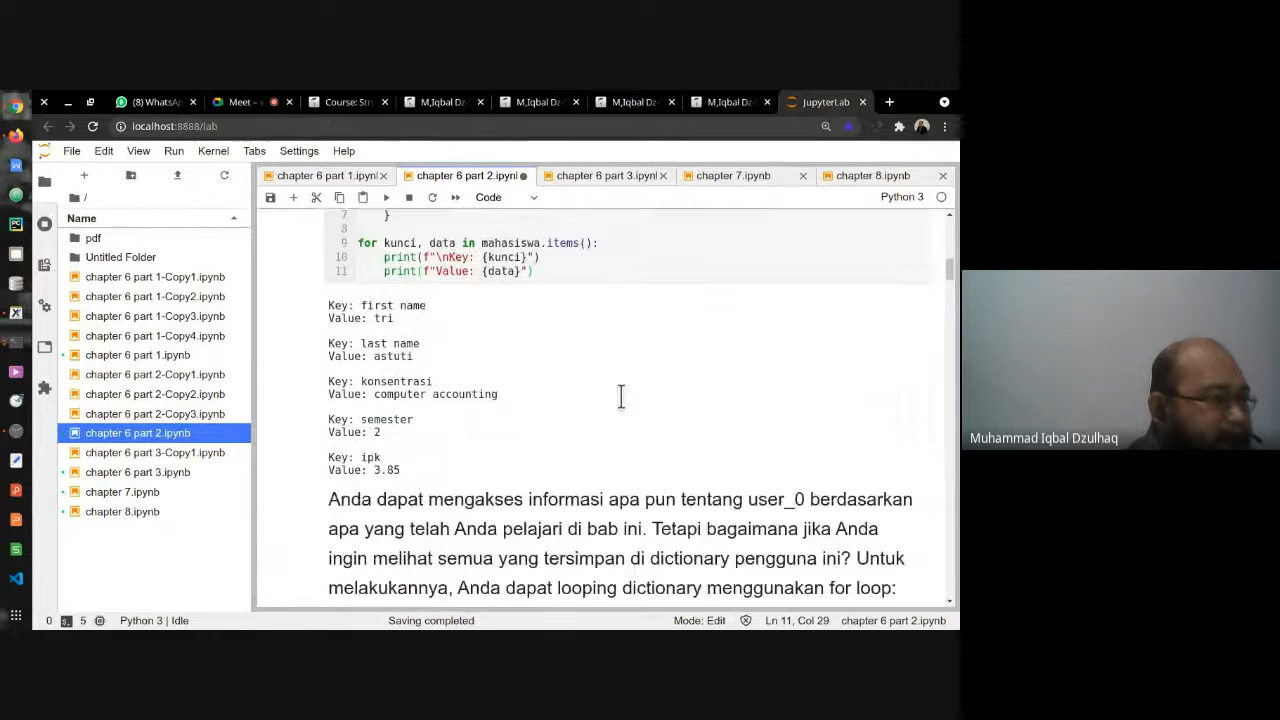 (8) WhatsAp
Meet – v
Course: Str
M,Iqbal Dz
M,Iqbal Dz
M,Iqbal Dz
M,Iqbal Dz
JupyterLab
localhost:8888/lab
File Edit View Run Kernel Tabs Settings Help
chapter 6 part 1.ipynl
chapter 6 part 2.ipynl
chapter 6 part 3.ipynl
chapter 7.ipynb
chapter 8.ipynb
/
Code
Python 3
Name
pdf
Untitled Folder
chapter 6 part 1-Copy1.ipynb
chapter 6 part 1-Copy2.ipynb
chapter 6 part 1-Copy3.ipynb
chapter 6 part 1-Copy4.ipynb
chapter 6 part 1.ipynb
chapter 6 part 2-Copy1.ipynb
chapter 6 part 2-Copy2.ipynb
chapter 6 part 2-Copy3.ipynb
chapter 6 part 2.ipynb
chapter 6 part 3-Copy1.ipynb
chapter 6 part 3.ipynb
chapter 7.ipynb
chapter 8.ipynb
7 }
8
9 for kunci, data in mahasiswa.items():
10 print(f"\nKey: {kunci}")
11 print(f"Value: {data}")
Key: first name
Value: tri
Key: last name
Value: astuti
Key: konsentrasi
Value: computer accounting
Key: semester
Value: 2
Key: ipk
Value: 3.85
Anda dapat mengakses informasi apa pun tentang user_0 berdasarkan
apa yang telah Anda pelajari di bab ini. Tetapi bagaimana jika Anda
ingin melihat semua yang tersimpan di dictionary pengguna ini? Untuk
melakukannya, Anda dapat looping dictionary menggunakan for loop:
0 5 Python 3 | Idle Saving completed Mode: Edit Ln 11, Col 29 chapter 6 part 2.ipynb
Muhammad Iqbal Dzulhaq